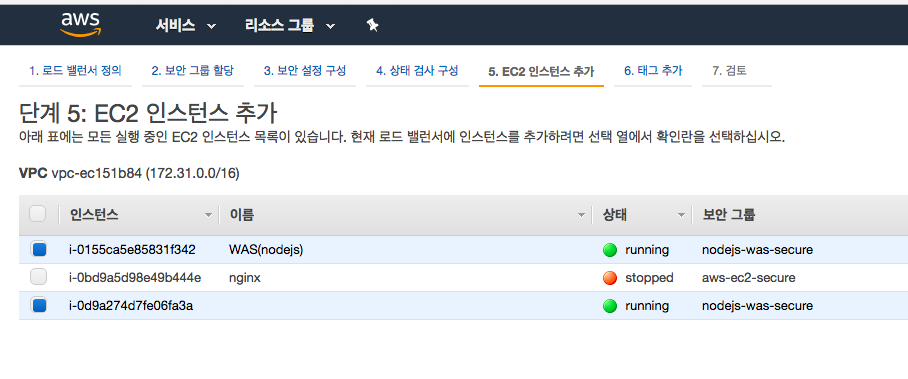 aws 서비스 리소스 그룹
1. 로드 밸런서 정의 2. 보안 그룹 할당 3. 보안 설정 구성 4. 상태 검사 구성 5. EC2 인스턴스 추가 6. 태그 추가 7. 검토
단계 5: EC2 인스턴스 추가
아래 표에는 모든 실행 중인 EC2 인스턴스 목록이 있습니다. 현재 로드 밸런서에 인스턴스를 추가하려면 선택 열에서 확인란을 선택하십시오.
VPC vpc-ec151b84 (172.31.0.0/16)
인스턴스 이름 상태 보안 그룹
i-0155ca5e85831f342 WAS(nodejs) running nodejs-was-secure
i-0bd9a5d98e49b444e nginx stopped aws-ec2-secure
i-0d9a274d7fe06fa3a running nodejs-was-secure